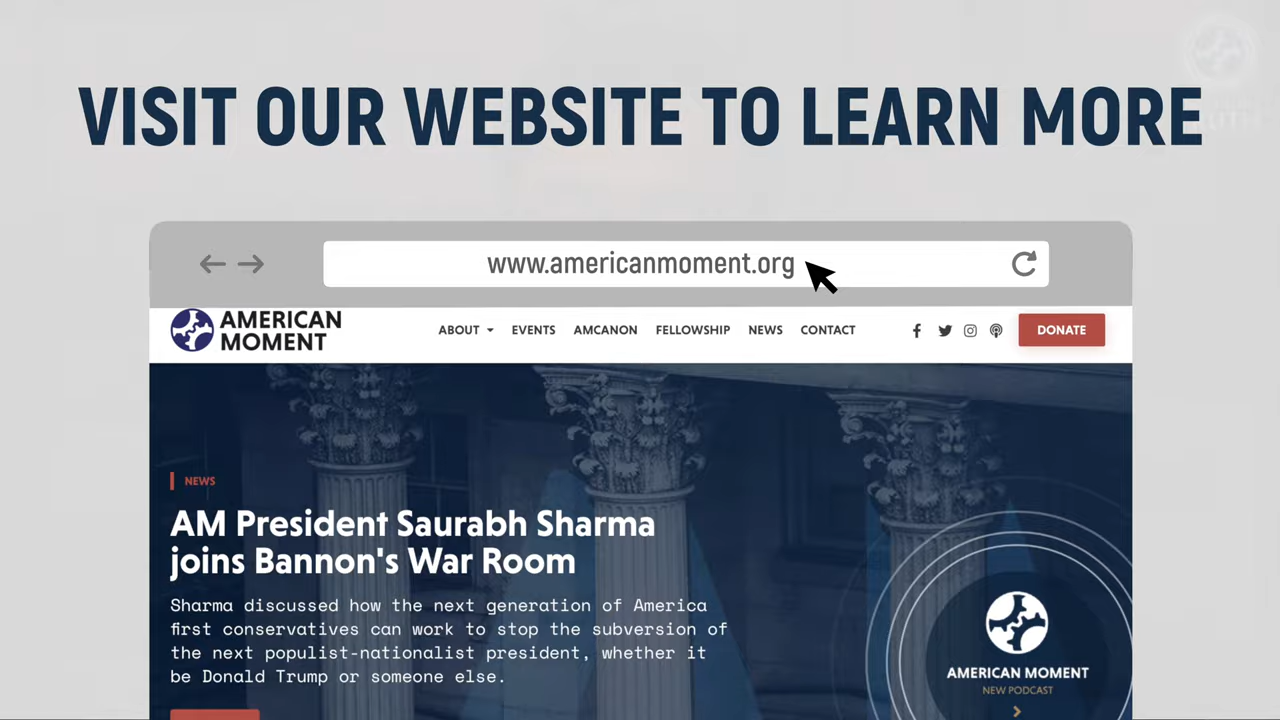 VISIT OUR WEBSITE TO LEARN MORE
www.americanmoment.org
AMERICAN
MOMENT
ABOUT EVENTS AMCANON FELLOWSHIP NEWS CONTACT DONATE
NEWS
AM President Saurabh Sharma
joins Bannon's War Room
Sharma discussed how the next generation of America
first conservatives can work to stop the subversion of
the next populist-nationalist president, whether it
be Donald Trump or someone else.
AMERICAN MOMENT
NEW PODCAST